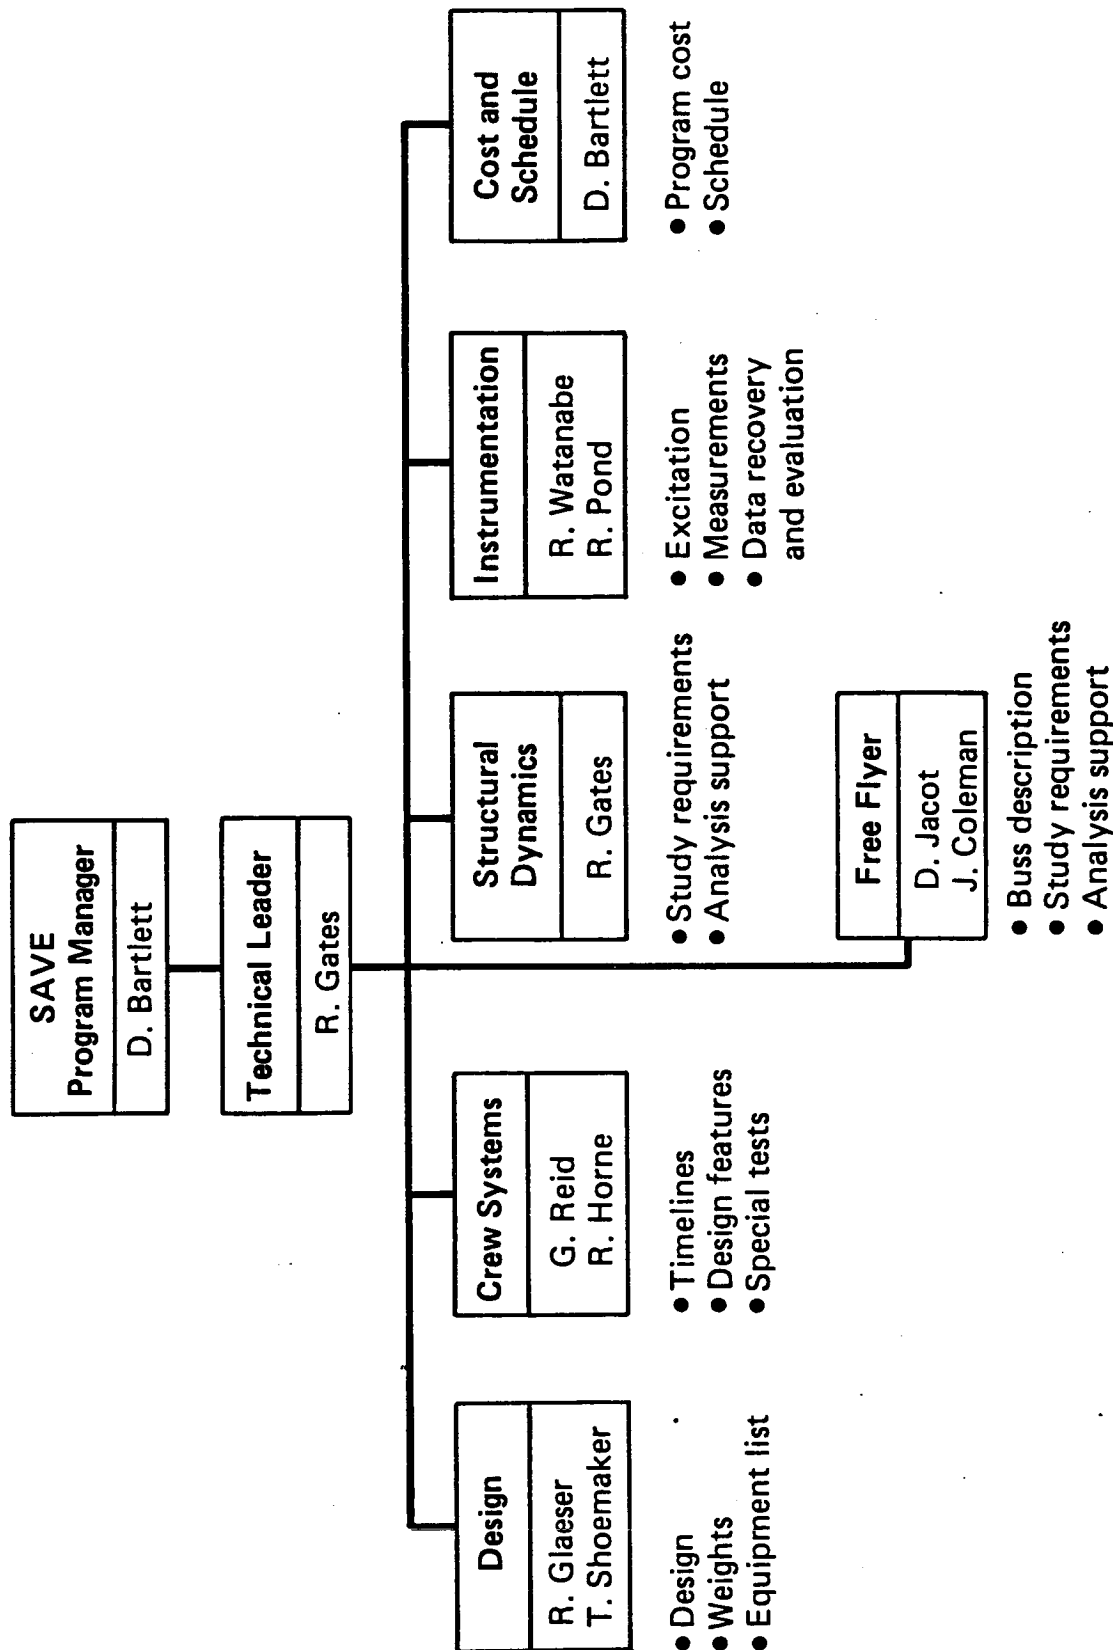 SAVE
Program Manager
D. Bartlett
Technical Leader
R. Gates
Design
R. Glaeser
T. Shoemaker
● Design
● Weights
● Equipment list
Crew Systems
G. Reid
R. Horne
● Timelines
● Design features
● Special tests
Structural
Dynamics
R. Gates
● Study requirements
● Analysis support
Instrumentation
R. Watanabe
R. Pond
● Excitation
● Measurements
● Data recovery
and evaluation
Cost and
Schedule
D. Bartlett
● Program cost
● Schedule
Free Flyer
D. Jacot
J. Coleman
● Buss description
● Study requirements
● Analysis support